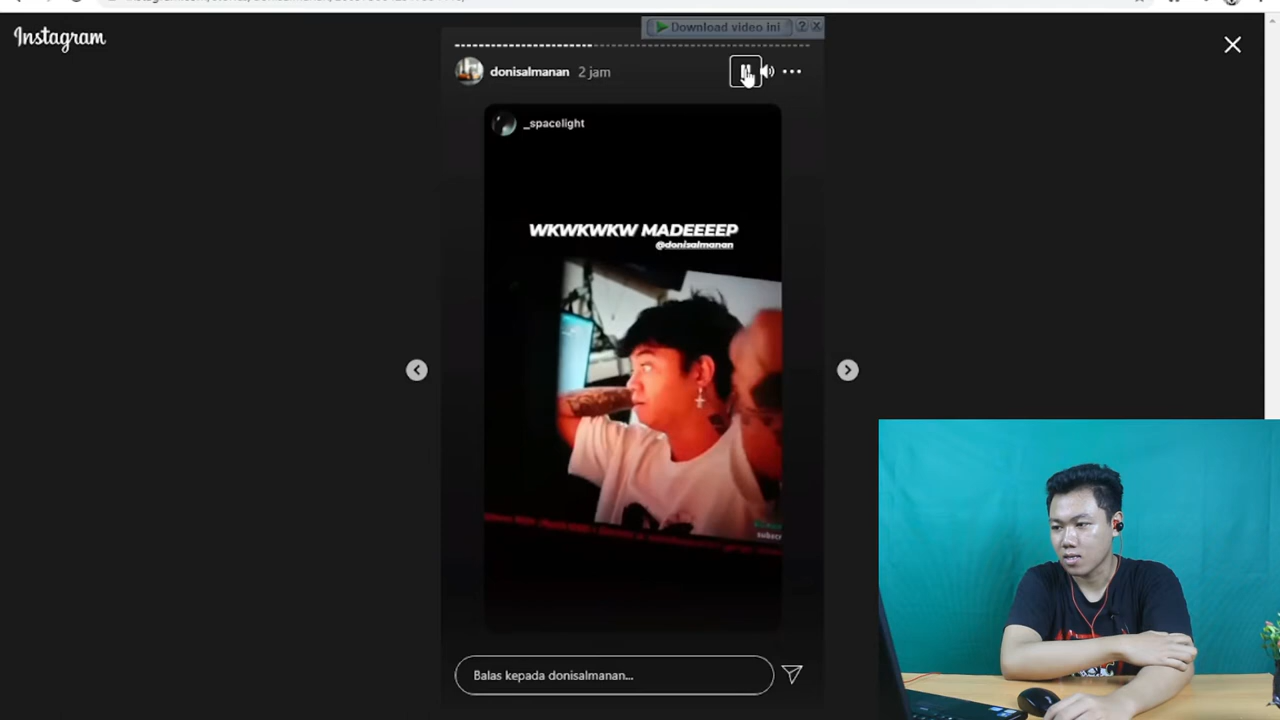 Instagram
Download video ini
donisalmanan 2 jam
_spacelight
WKWKWKW MADEEEEP
@donisalmanan
Balas kepada donisalmanan...